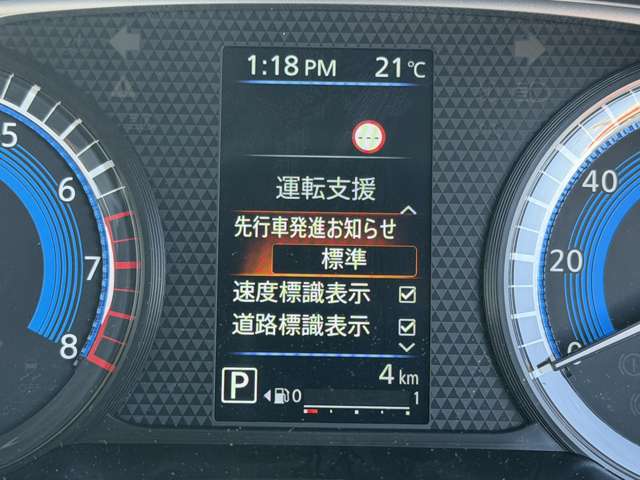 1:18 PM 21℃
運転支援
先行車発進お知らせ
標準
速度標識表示
道路標識表示
4 km
P
0 1
5
6
7
8
40
20
0